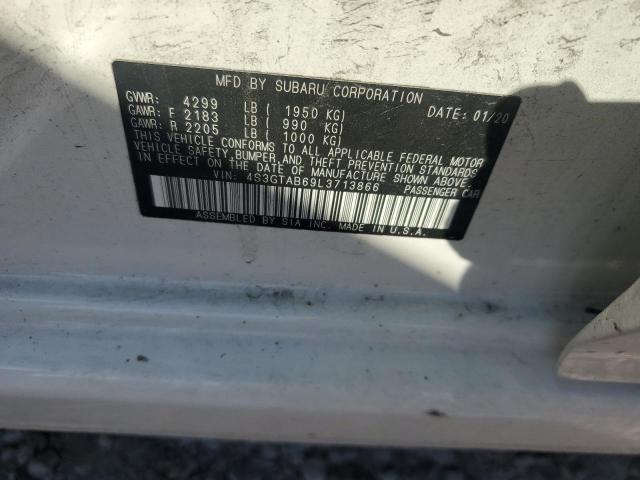 MFD BY SUBARU CORPORATION
GVWR: 4299 LB ( 1950 KG) DATE: 01/20
GAWR: F 2183 LB ( 990 KG)
GAWR: R 2205 LB ( 1000 KG)
THIS VEHICLE CONFORMS TO ALL APPLICABLE FEDERAL MOTOR
VEHICLE SAFETY, BUMPER, AND THEFT PREVENTION STANDARDS
IN EFFECT ON THE DATE OF MANUFACTURE SHOWN ABOVE.
VIN: 4S3GTAB69L3713866 PASSENGER CAR
ASSEMBLED BY SIA INC. MADE IN U.S.A.